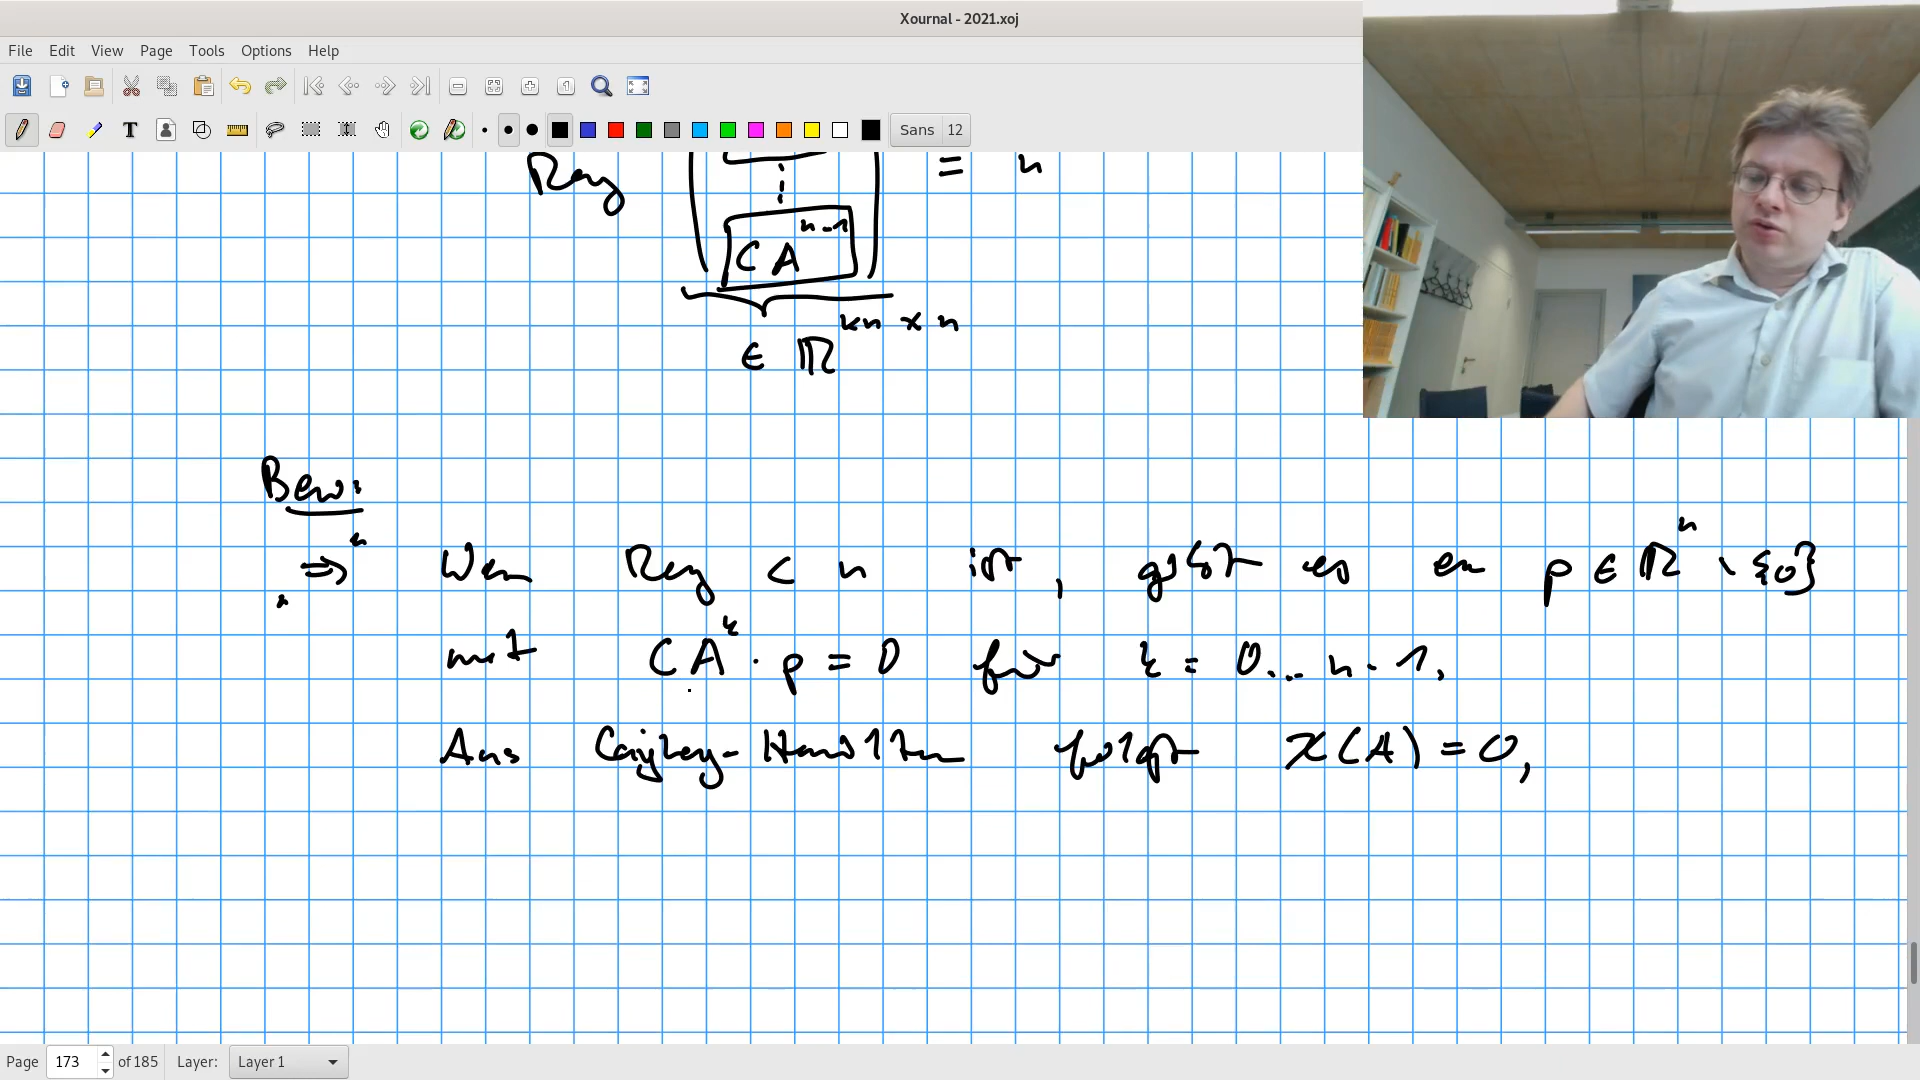 Xournal - 2021.xoj
File Edit View Page Tools Options Help
Sans 12
Rang = n
CA^{n-1}
∈ ℝ^{kn × n}
Bew:
"⇒" Wenn Rang < n ist, gibt es ein p ∈ ℝ^n \ {0}
mit CA^k · p = 0 für k = 0...n-1.
Aus Cayley-Hamilton folgt χ(A) = 0,
Page 173 of 185 Layer: Layer 1